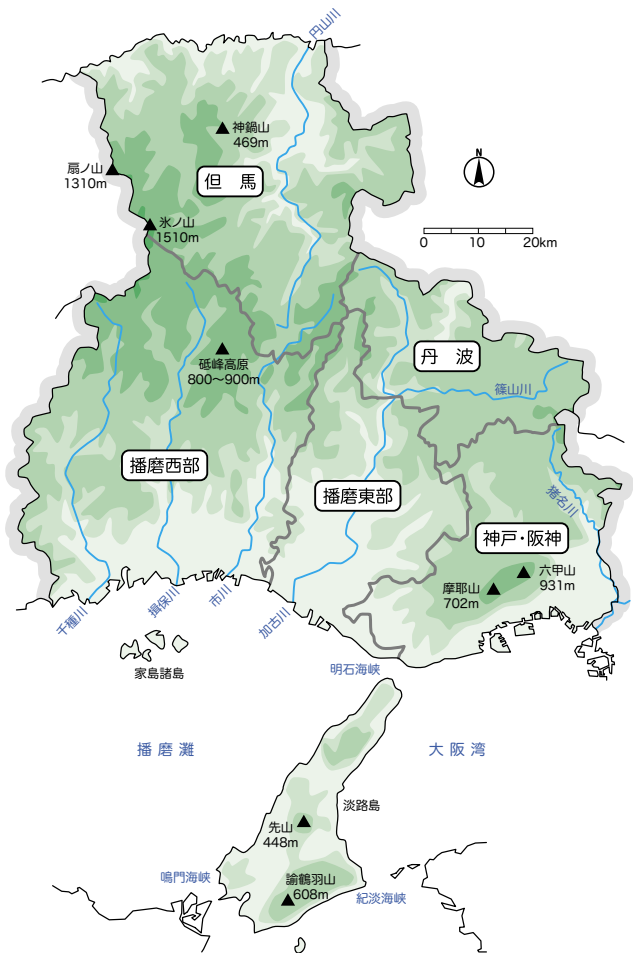 円山川
神鍋山
469m
扇ノ山
1310m
但 馬
N
氷ノ山
1510m
0 10 20km
砥峰高原
800〜900m
丹 波
篠山川
播磨西部
播磨東部
猪名川
神戸・阪神
六甲山
931m
摩耶山
702m
千種川
揖保川
市川
加古川
家島諸島
明石海峡
播磨灘
大阪湾
淡路島
先山
448m
鳴門海峡
諭鶴羽山
608m
紀淡海峡